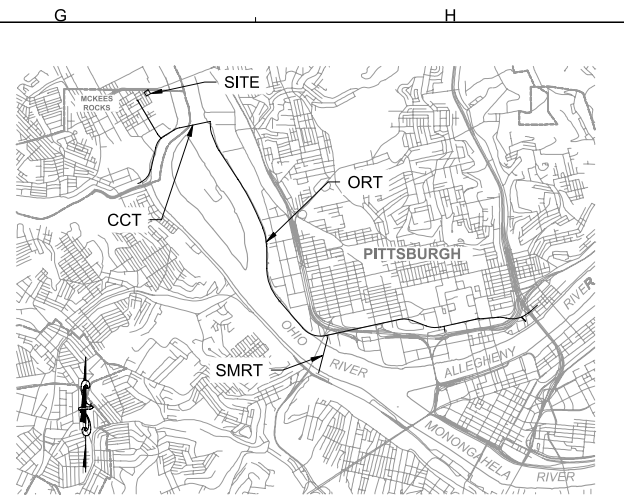 G H
SITE
MCKEES
ROCKS
ORT
CCT
PITTSBURGH
RIVER
OHIO
RIVER
ALLEGHENY
SMRT
MONONGAHELA
RIVER